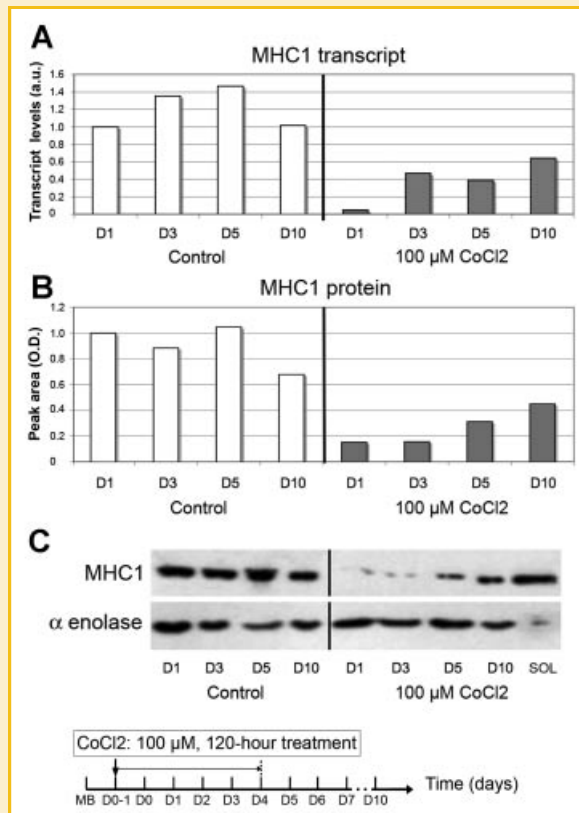 A
MHC1 transcript
Transcript levels (a.u.)
1.6
1.4
1.2
1.0
0.8
0.6
0.4
0.2
0
D1 D3 D5 D10 D1 D3 D5 D10
Control 100 µM CoCl2
B
MHC1 protein
Peak area (O.D.)
1.2
1.0
0.8
0.6
0.4
0.2
0
D1 D3 D5 D10 D1 D3 D5 D10
Control 100 µM CoCl2
C
MHC1
α enolase
D1 D3 D5 D10 D1 D3 D5 D10 SOL
Control 100 µM CoCl2
CoCl2: 100 µM, 120-hour treatment
Time (days)
MB D0-1 D0 D1 D2 D3 D4 D5 D6 D7 D10